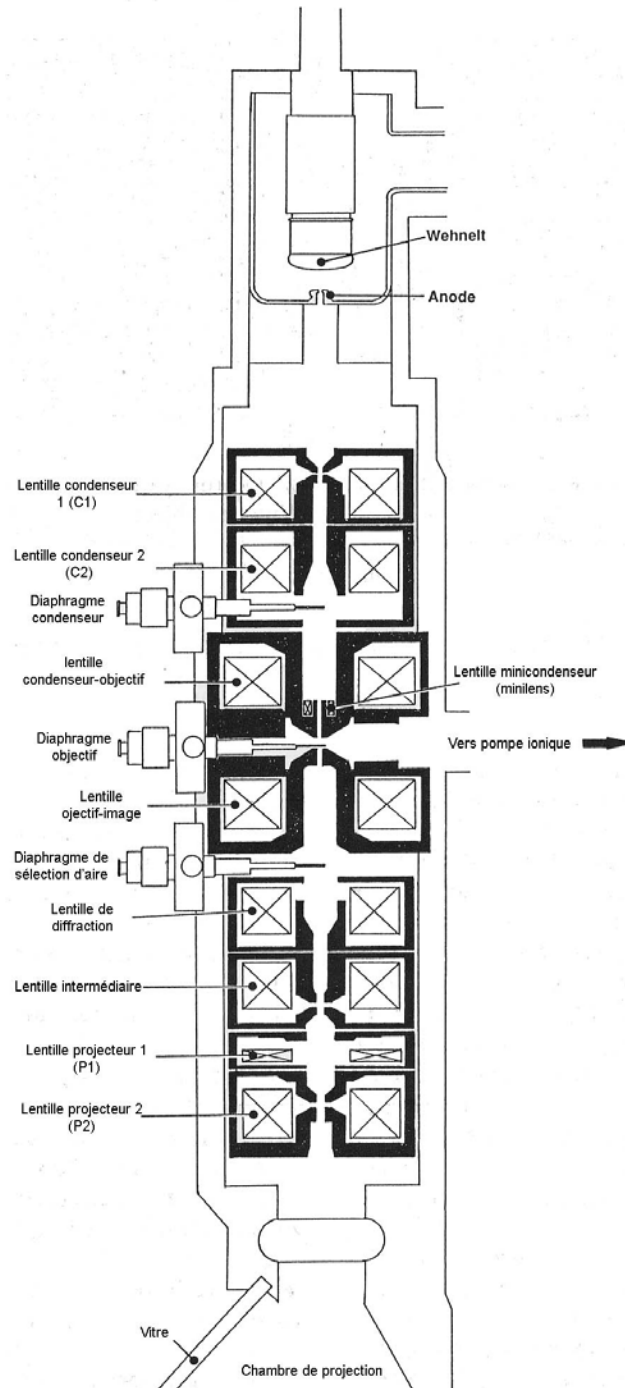 Wehnelt
Anode
Lentille condenseur
1 (C1)
Lentille condenseur 2
(C2)
Diaphragme
condenseur
lentille
condenseur-objectif
Lentille minicondenseur
(minilens)
Diaphragme
objectif
Vers pompe ionique
Lentille
ojectif-image
Diaphragme de
sélection d'aire
Lentille de
diffraction
Lentille intermédiaire
Lentille projecteur 1
(P1)
Lentille projecteur 2
(P2)
Vitre
Chambre de projection